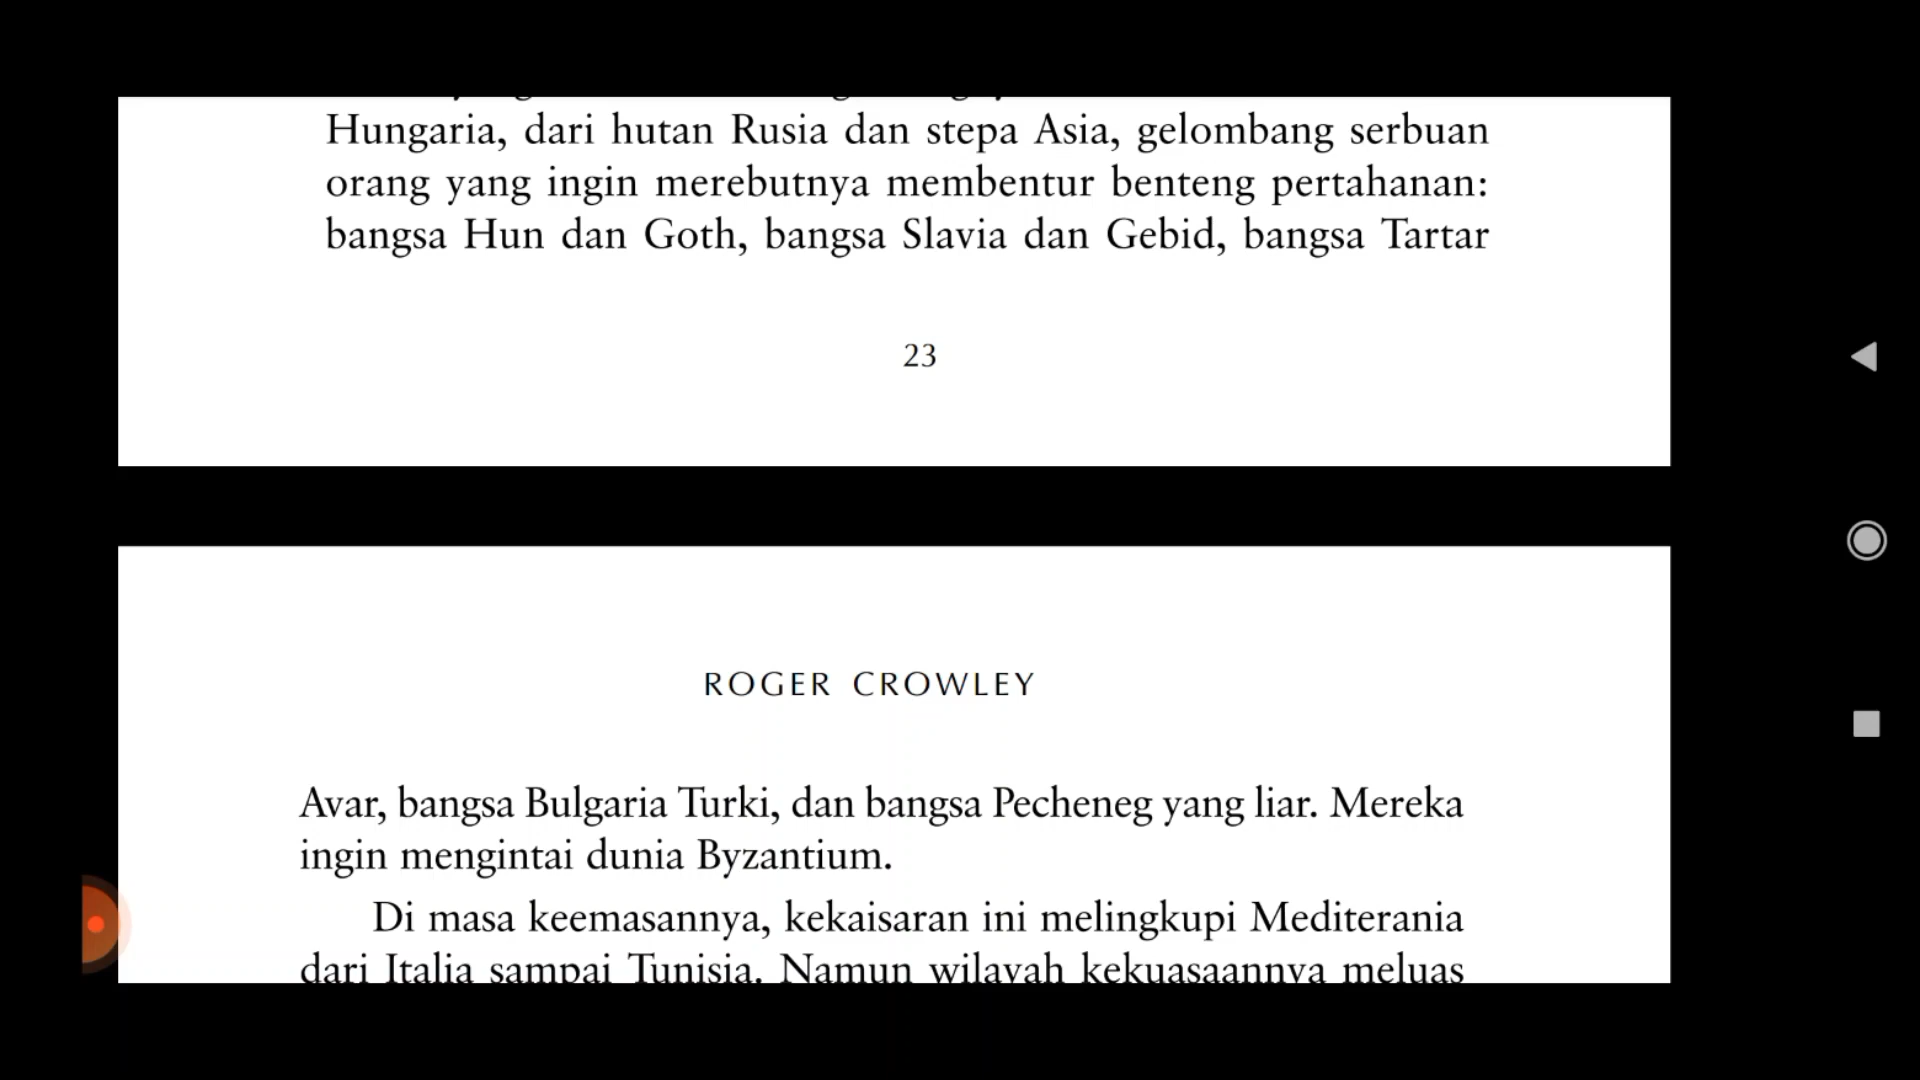 Hungaria, dari hutan Rusia dan stepa Asia, gelombang serbuan
orang yang ingin merebutnya membentur benteng pertahanan:
bangsa Hun dan Goth, bangsa Slavia dan Gebid, bangsa Tartar
23
ROGER CROWLEY
Avar, bangsa Bulgaria Turki, dan bangsa Pecheneg yang liar. Mereka
ingin mengintai dunia Byzantium.
Di masa keemasannya, kekaisaran ini melingkupi Mediterania
dari Italia sampai Tunisia. Namun wilayah kekuasaannya meluas